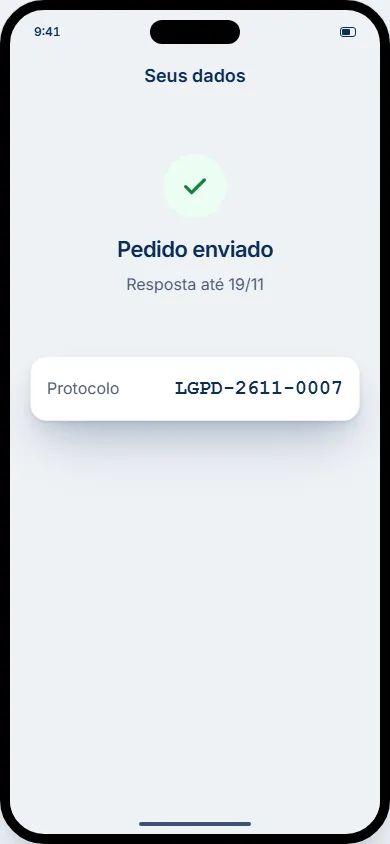 9:41
Seus dados
Pedido enviado
Resposta até 19/11
Protocolo LGPD-2611-0007